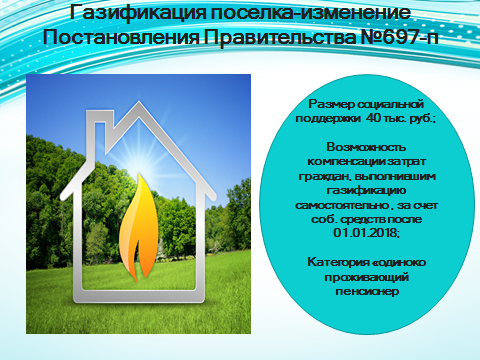 Газификация поселка-изменение
Постановления Правительства №697-п
Размер социальной
поддержки 40 тыс. руб.;
Возможность
компенсации затрат
граждан, выполнившим
газификацию
самостоятельно , за счет
соб. средств после
01.01.2018;
Категория «одиноко
проживающий
пенсионер